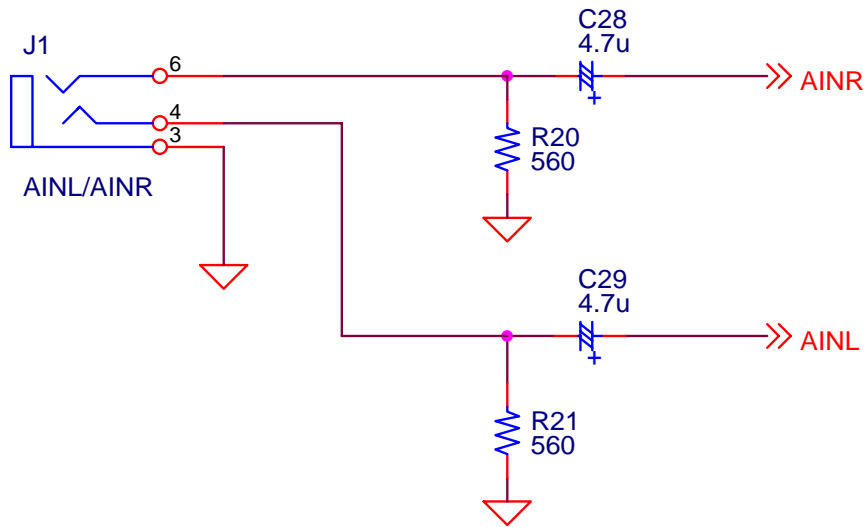 J1
6
4
3
AINL/AINR
C28
4.7u
+
AINR
R20
560
C29
4.7u
+
AINL
R21
560